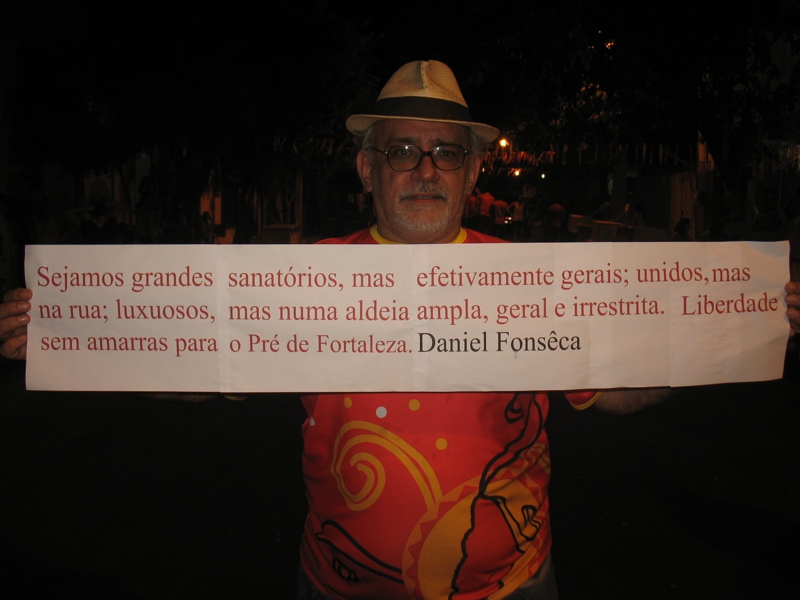 Sejamos grandes sanatórios, mas efetivamente gerais; unidos, mas
na rua; luxuosos, mas numa aldeia ampla, geral e irrestrita. Liberdade
sem amarras para o Pré de Fortaleza. Daniel Fonsêca